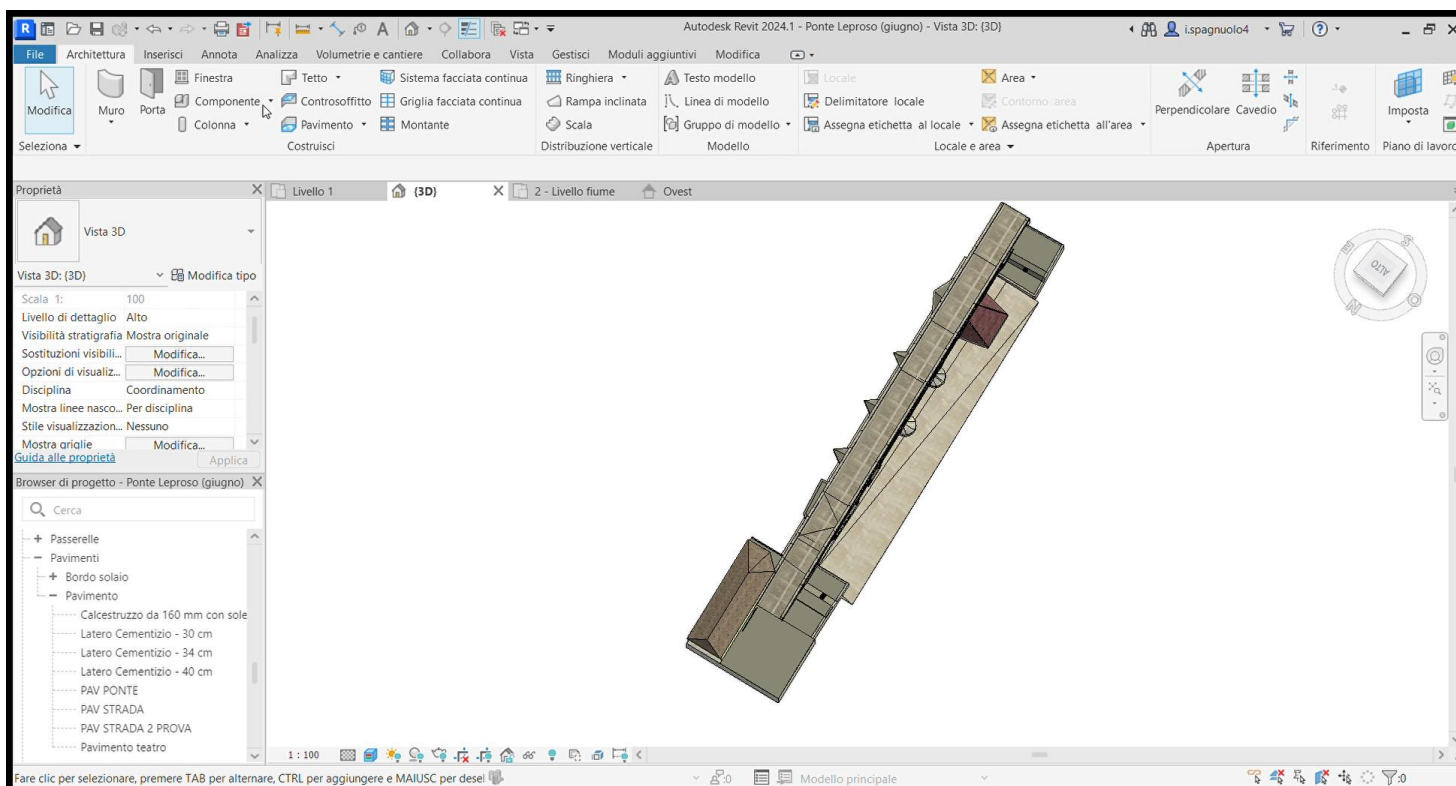 Autodesk Revit 2024.1 - Ponte Leproso (giugno) - Vista 3D: {3D}
i.spagnuolo4
File Architettura Inserisci Annota Analizza Volumetrie e cantiere Collabora Vista Gestisci Moduli aggiuntivi Modifica
Modifica
Muro
Porta
Finestra
Componente
Colonna
Tetto
Controsoffitto
Pavimento
Sistema facciata continua
Griglia facciata continua
Montante
Ringhiera
Rampa inclinata
Scala
Testo modello
Linea di modello
Gruppo di modello
Locale
Delimitatore locale
Assegna etichetta al locale
Area
Contorno area
Assegna etichetta all'area
Perpendicolare
Cavedio
Imposta
Seleziona
Costruisci
Distribuzione verticale
Modello
Locale e area
Apertura
Riferimento
Piano di lavoro
Proprietà
Livello 1
{3D}
2 - Livello fiume
Ovest
Vista 3D
Vista 3D: {3D}
Modifica tipo
Scala 1: 100
Livello di dettaglio Alto
Visibilità stratigrafia Mostra originale
Sostituzioni visibili... Modifica...
Opzioni di visualiz... Modifica...
Disciplina Coordinamento
Mostra linee nasco... Per disciplina
Stile visualizzazion... Nessuno
Mostra griglie Modifica...
Guida alle proprietà Applica
Browser di progetto - Ponte Leproso (giugno)
Cerca
Passerelle
Pavimenti
Bordo solaio
Pavimento
Calcestruzzo da 160 mm con sole
Latero Cementizio - 30 cm
Latero Cementizio - 34 cm
Latero Cementizio - 40 cm
PAV PONTE
PAV STRADA
PAV STRADA 2 PROVA
Pavimento teatro
ALTO
S
E
N
O
1 : 100
Fare clic per selezionare, premere TAB per alternare, CTRL per aggiungere e MAIUSC per desel
:0
Modello principale
:0